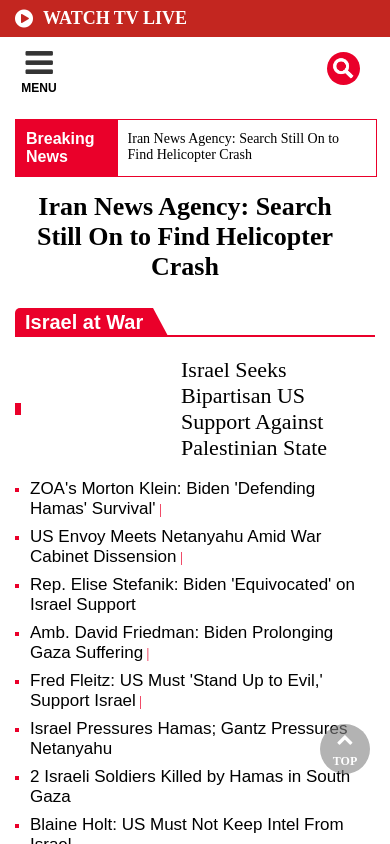 WATCH TV LIVE
MENU
Breaking
News
Iran News Agency: Search Still On to
Find Helicopter Crash
Iran News Agency: Search
Still On to Find Helicopter
Crash
Israel at War
Israel Seeks
Bipartisan US
Support Against
Palestinian State
ZOA's Morton Klein: Biden 'Defending
Hamas' Survival' |
US Envoy Meets Netanyahu Amid War
Cabinet Dissension |
Rep. Elise Stefanik: Biden 'Equivocated' on
Israel Support
Amb. David Friedman: Biden Prolonging
Gaza Suffering |
Fred Fleitz: US Must 'Stand Up to Evil,'
Support Israel |
Israel Pressures Hamas; Gantz Pressures
Netanyahu
TOP
2 Israeli Soldiers Killed by Hamas in South
Gaza
Blaine Holt: US Must Not Keep Intel From
Israel